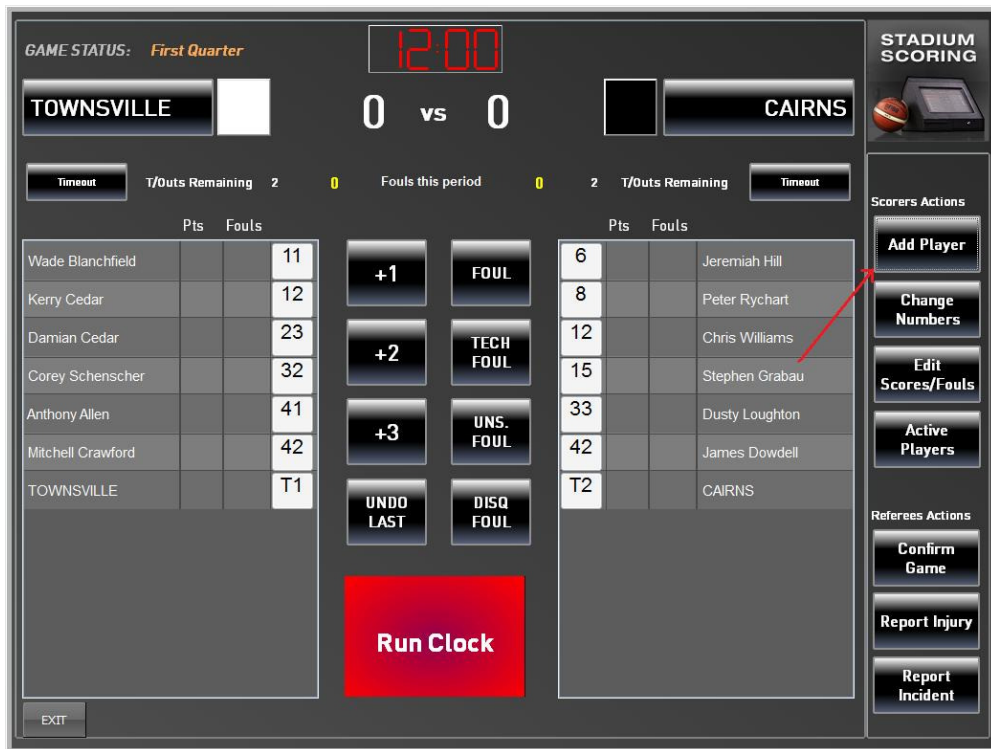 GAME STATUS: First Quarter
12:00
STADIUM
SCORING
TOWNSVILLE
0 vs 0
CAIRNS
Timeout
T/Outs Remaining 2
0 Fouls this period 0
2 T/Outs Remaining
Timeout
Pts Fouls
Wade Blanchfield 11
Kerry Cedar 12
Damian Cedar 23
Corey Schenscher 32
Anthony Allen 41
Mitchell Crawford 42
TOWNSVILLE T1
+1
FOUL
+2
TECH
FOUL
+3
UNS.
FOUL
UNDO
LAST
DISQ
FOUL
Run Clock
Pts Fouls
6 Jeremiah Hill
8 Peter Rychart
12 Chris Williams
15 Stephen Grabau
33 Dusty Loughton
42 James Dowdell
T2 CAIRNS
Scorers Actions
Add Player
Change
Numbers
Edit
Scores/Fouls
Active
Players
Referees Actions
Confirm
Game
Report Injury
Report
Incident
EXIT